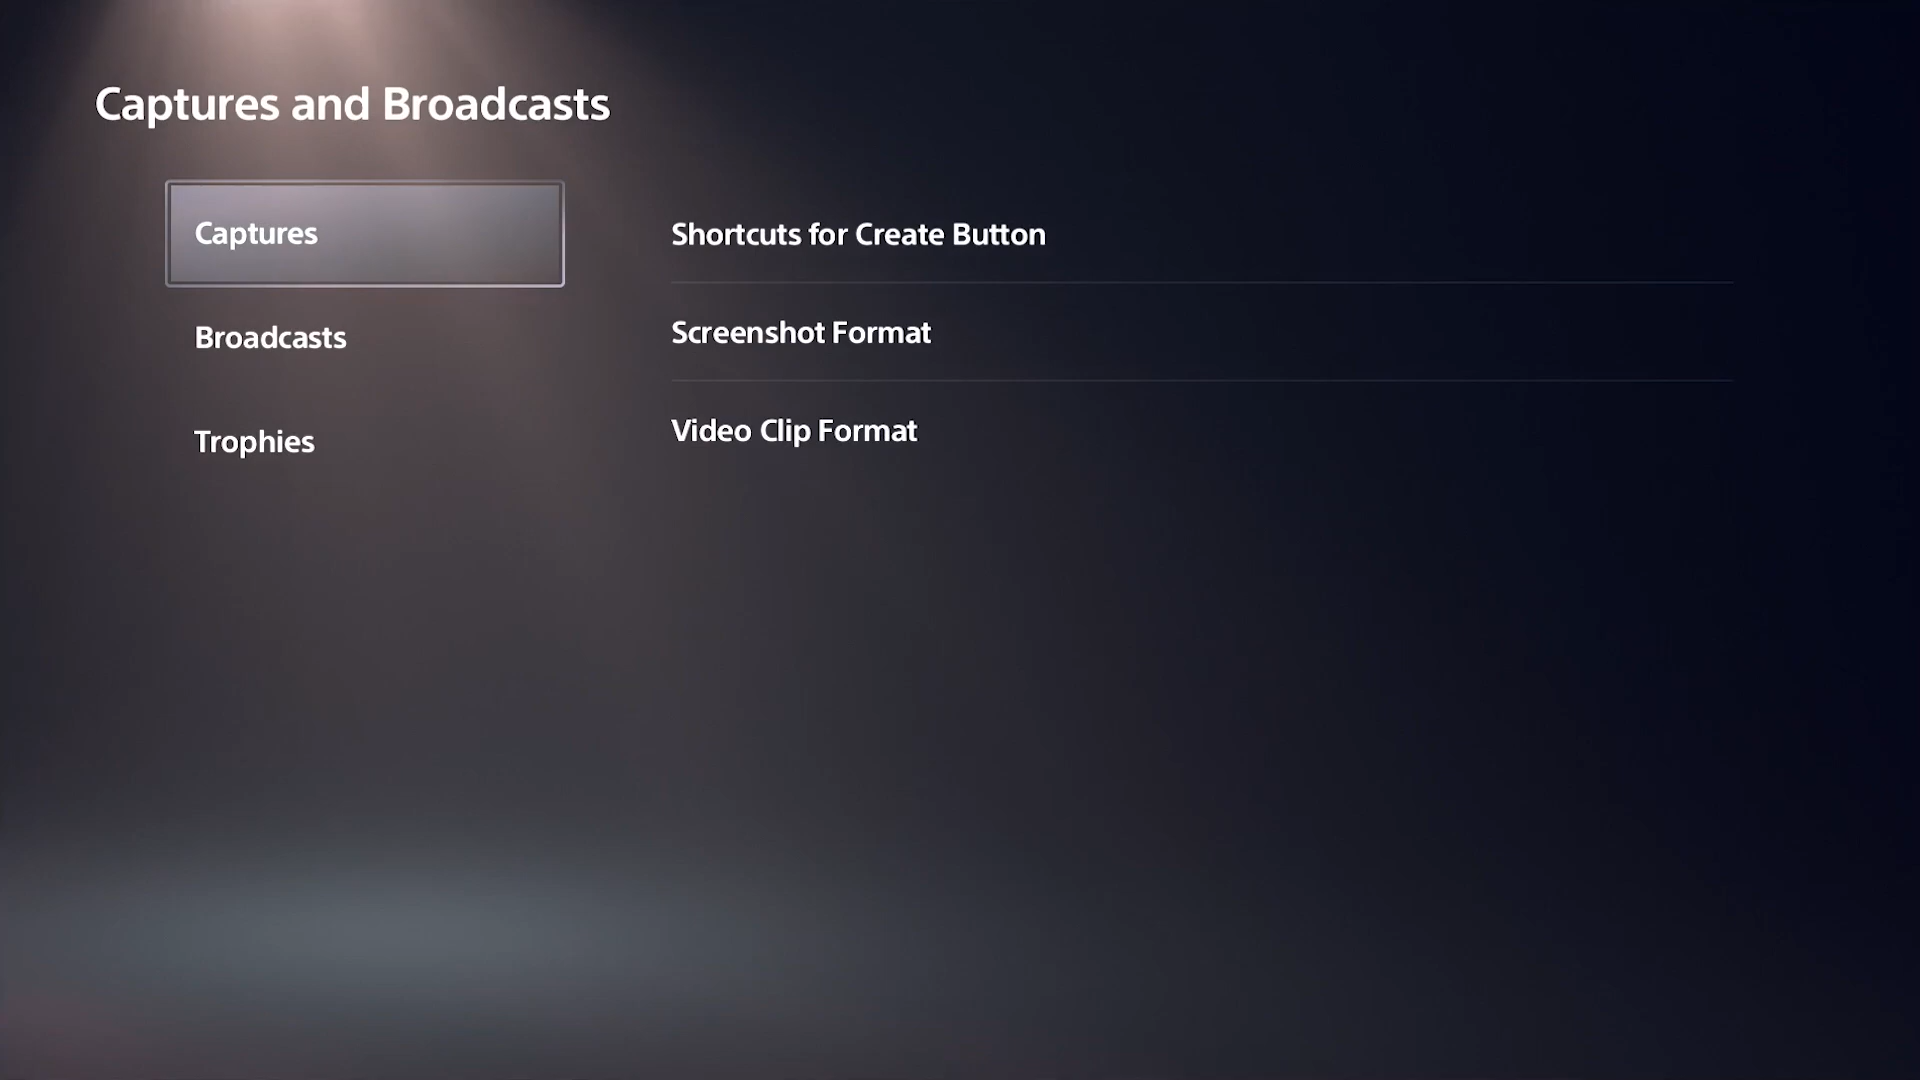 Captures and Broadcasts
Captures
Broadcasts
Trophies
Shortcuts for Create Button
Screenshot Format
Video Clip Format